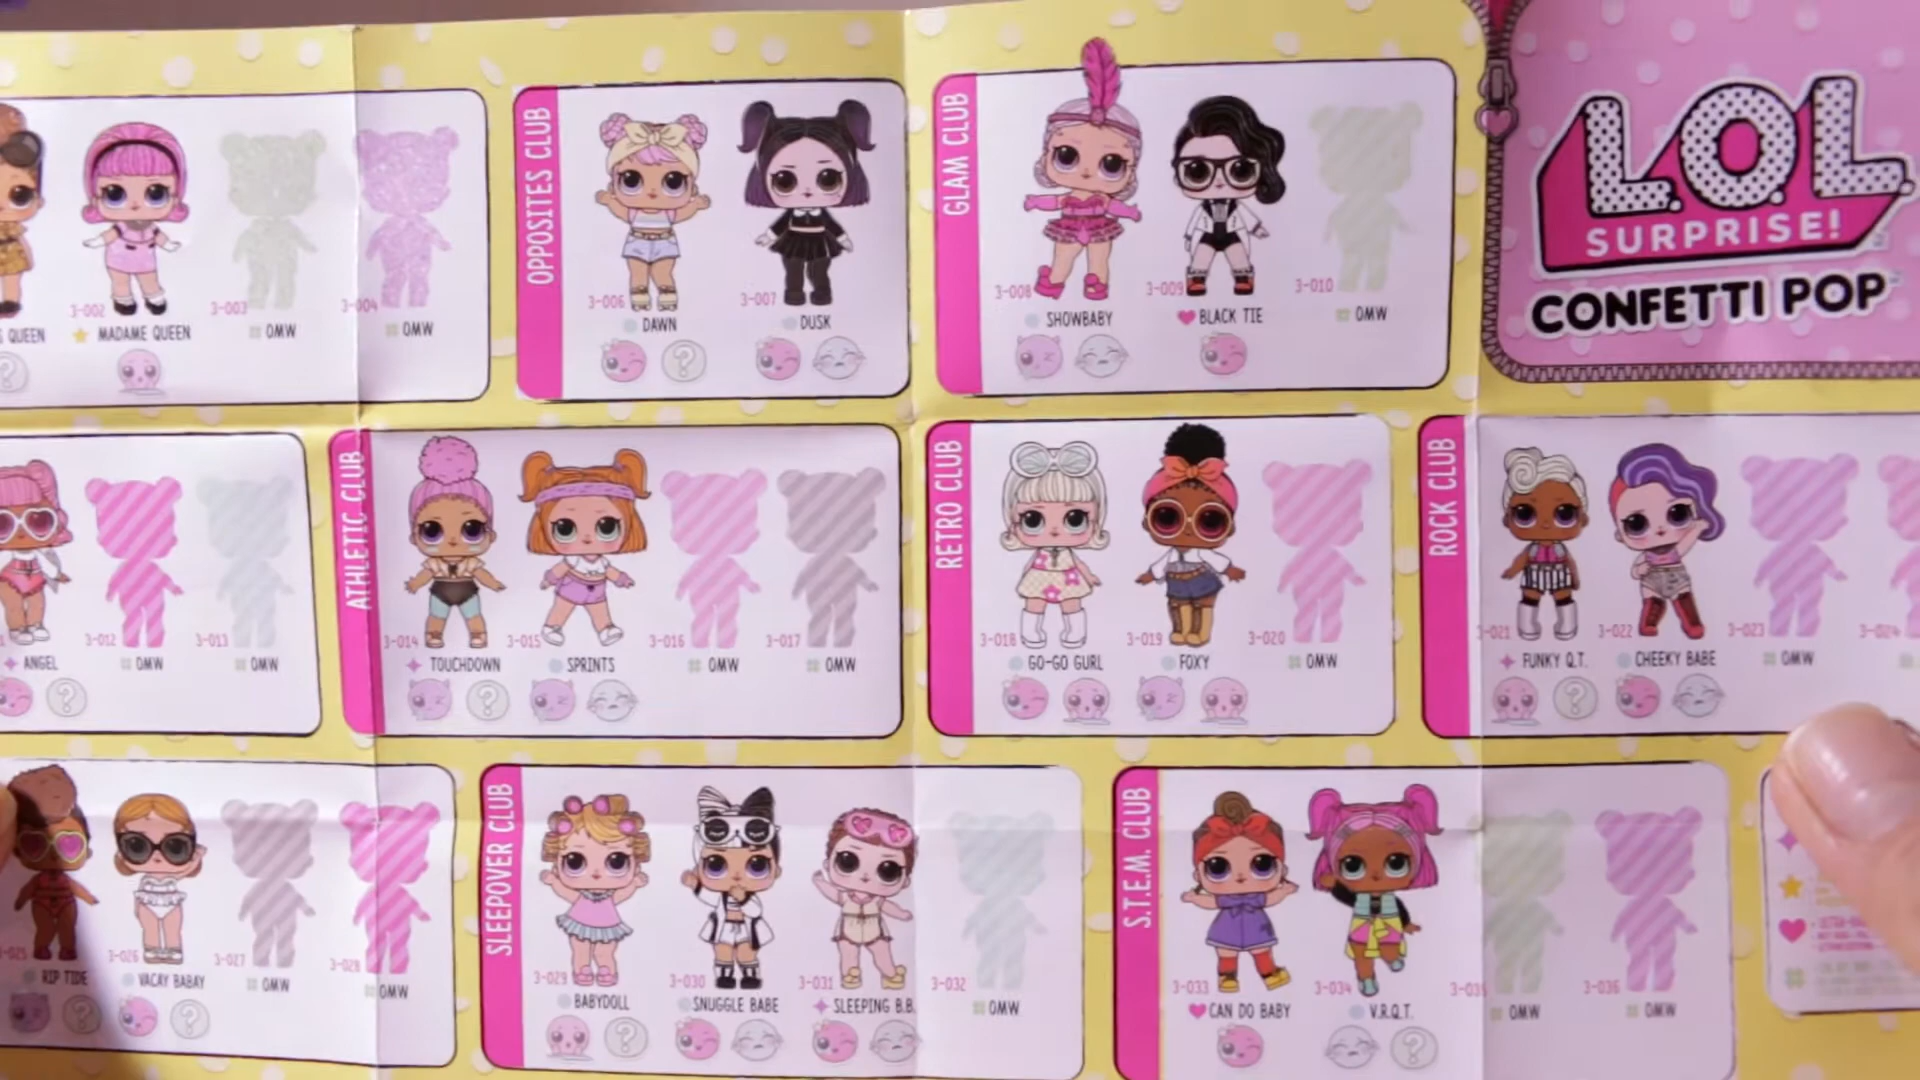 QUEEN
3-002
MADAME QUEEN
3-003
OMW
3-004
OMW
OPPOSITES CLUB
3-006
DAWN
?
3-007
DUSK
GLAM CLUB
3-008
SHOWBABY
3-009
BLACK TIE
3-010
OMW
L.O.L.
SURPRISE!
CONFETTI POP
ANGEL
?
3-012
OMW
3-013
OMW
ATHLETIC CLUB
3-014
TOUCHDOWN
?
3-015
SPRINTS
3-016
OMW
3-017
OMW
RETRO CLUB
3-018
GO-GO GURL
3-019
FOXY
3-020
OMW
ROCK CLUB
3-021
FUNKY Q.T.
?
3-022
CHEEKY BABE
3-023
OMW
3-024
3-025
RIP TIDE
?
3-026
VACAY BABAY
?
3-027
OMW
3-028
OMW
SLEEPOVER CLUB
3-029
BABYDOLL
?
3-030
SNUGGLE BABE
3-031
SLEEPING B.B.
3-032
OMW
S.T.E.M. CLUB
3-033
CAN DO BABY
3-034
V.R.Q.T.
?
3-035
OMW
3-036
OMW